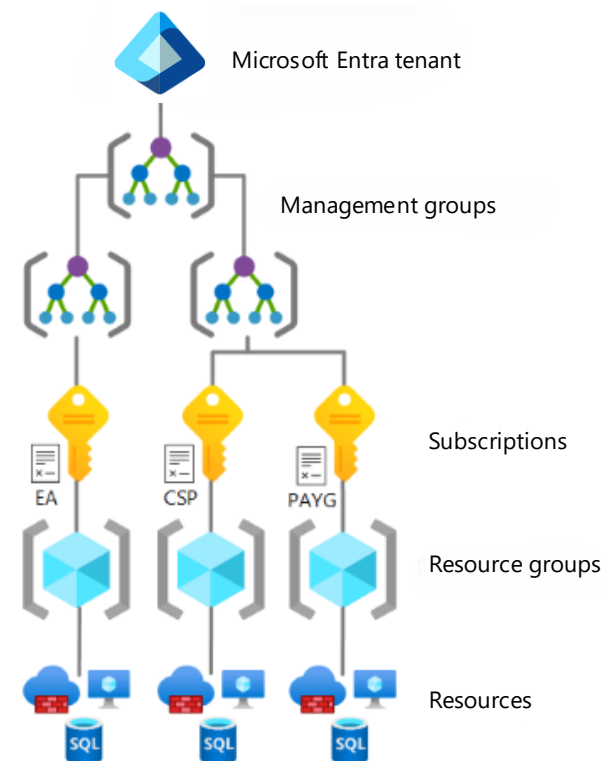 Microsoft Entra tenant
Management groups
Subscriptions
EA
CSP
PAYG
Resource groups
Resources
SQL
SQL
SQL